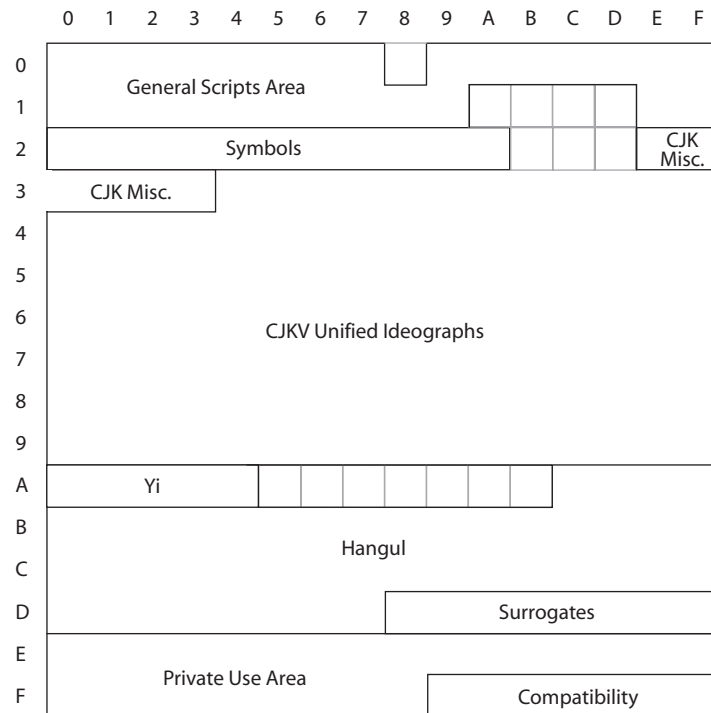 0 1 2 3 4 5 6 7 8 9 A B C D E F
0
General Scripts Area
1
2 Symbols CJK
Misc.
3 CJK Misc.
4
5
6 CJKV Unified Ideographs
7
8
9
A Yi
B
Hangul
C
D Surrogates
E
Private Use Area
F Compatibility